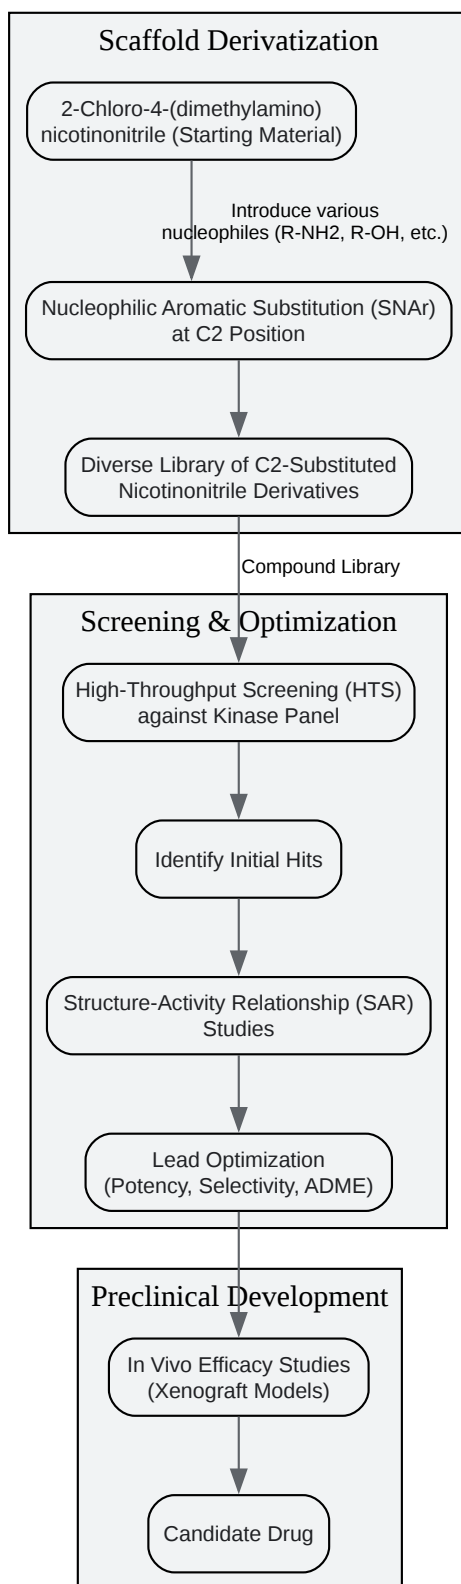 Scaffold Derivatization
2-Chloro-4-(dimethylamino)
nicotinonitrile (Starting Material)
Introduce various
nucleophiles (R-NH2, R-OH, etc.)
Nucleophilic Aromatic Substitution (SNAr)
at C2 Position
Diverse Library of C2-Substituted
Nicotinonitrile Derivatives
Compound Library
Screening & Optimization
High-Throughput Screening (HTS)
against Kinase Panel
Identify Initial Hits
Structure-Activity Relationship (SAR)
Studies
Lead Optimization
(Potency, Selectivity, ADME)
Preclinical Development
In Vivo Efficacy Studies
(Xenograft Models)
Candidate Drug